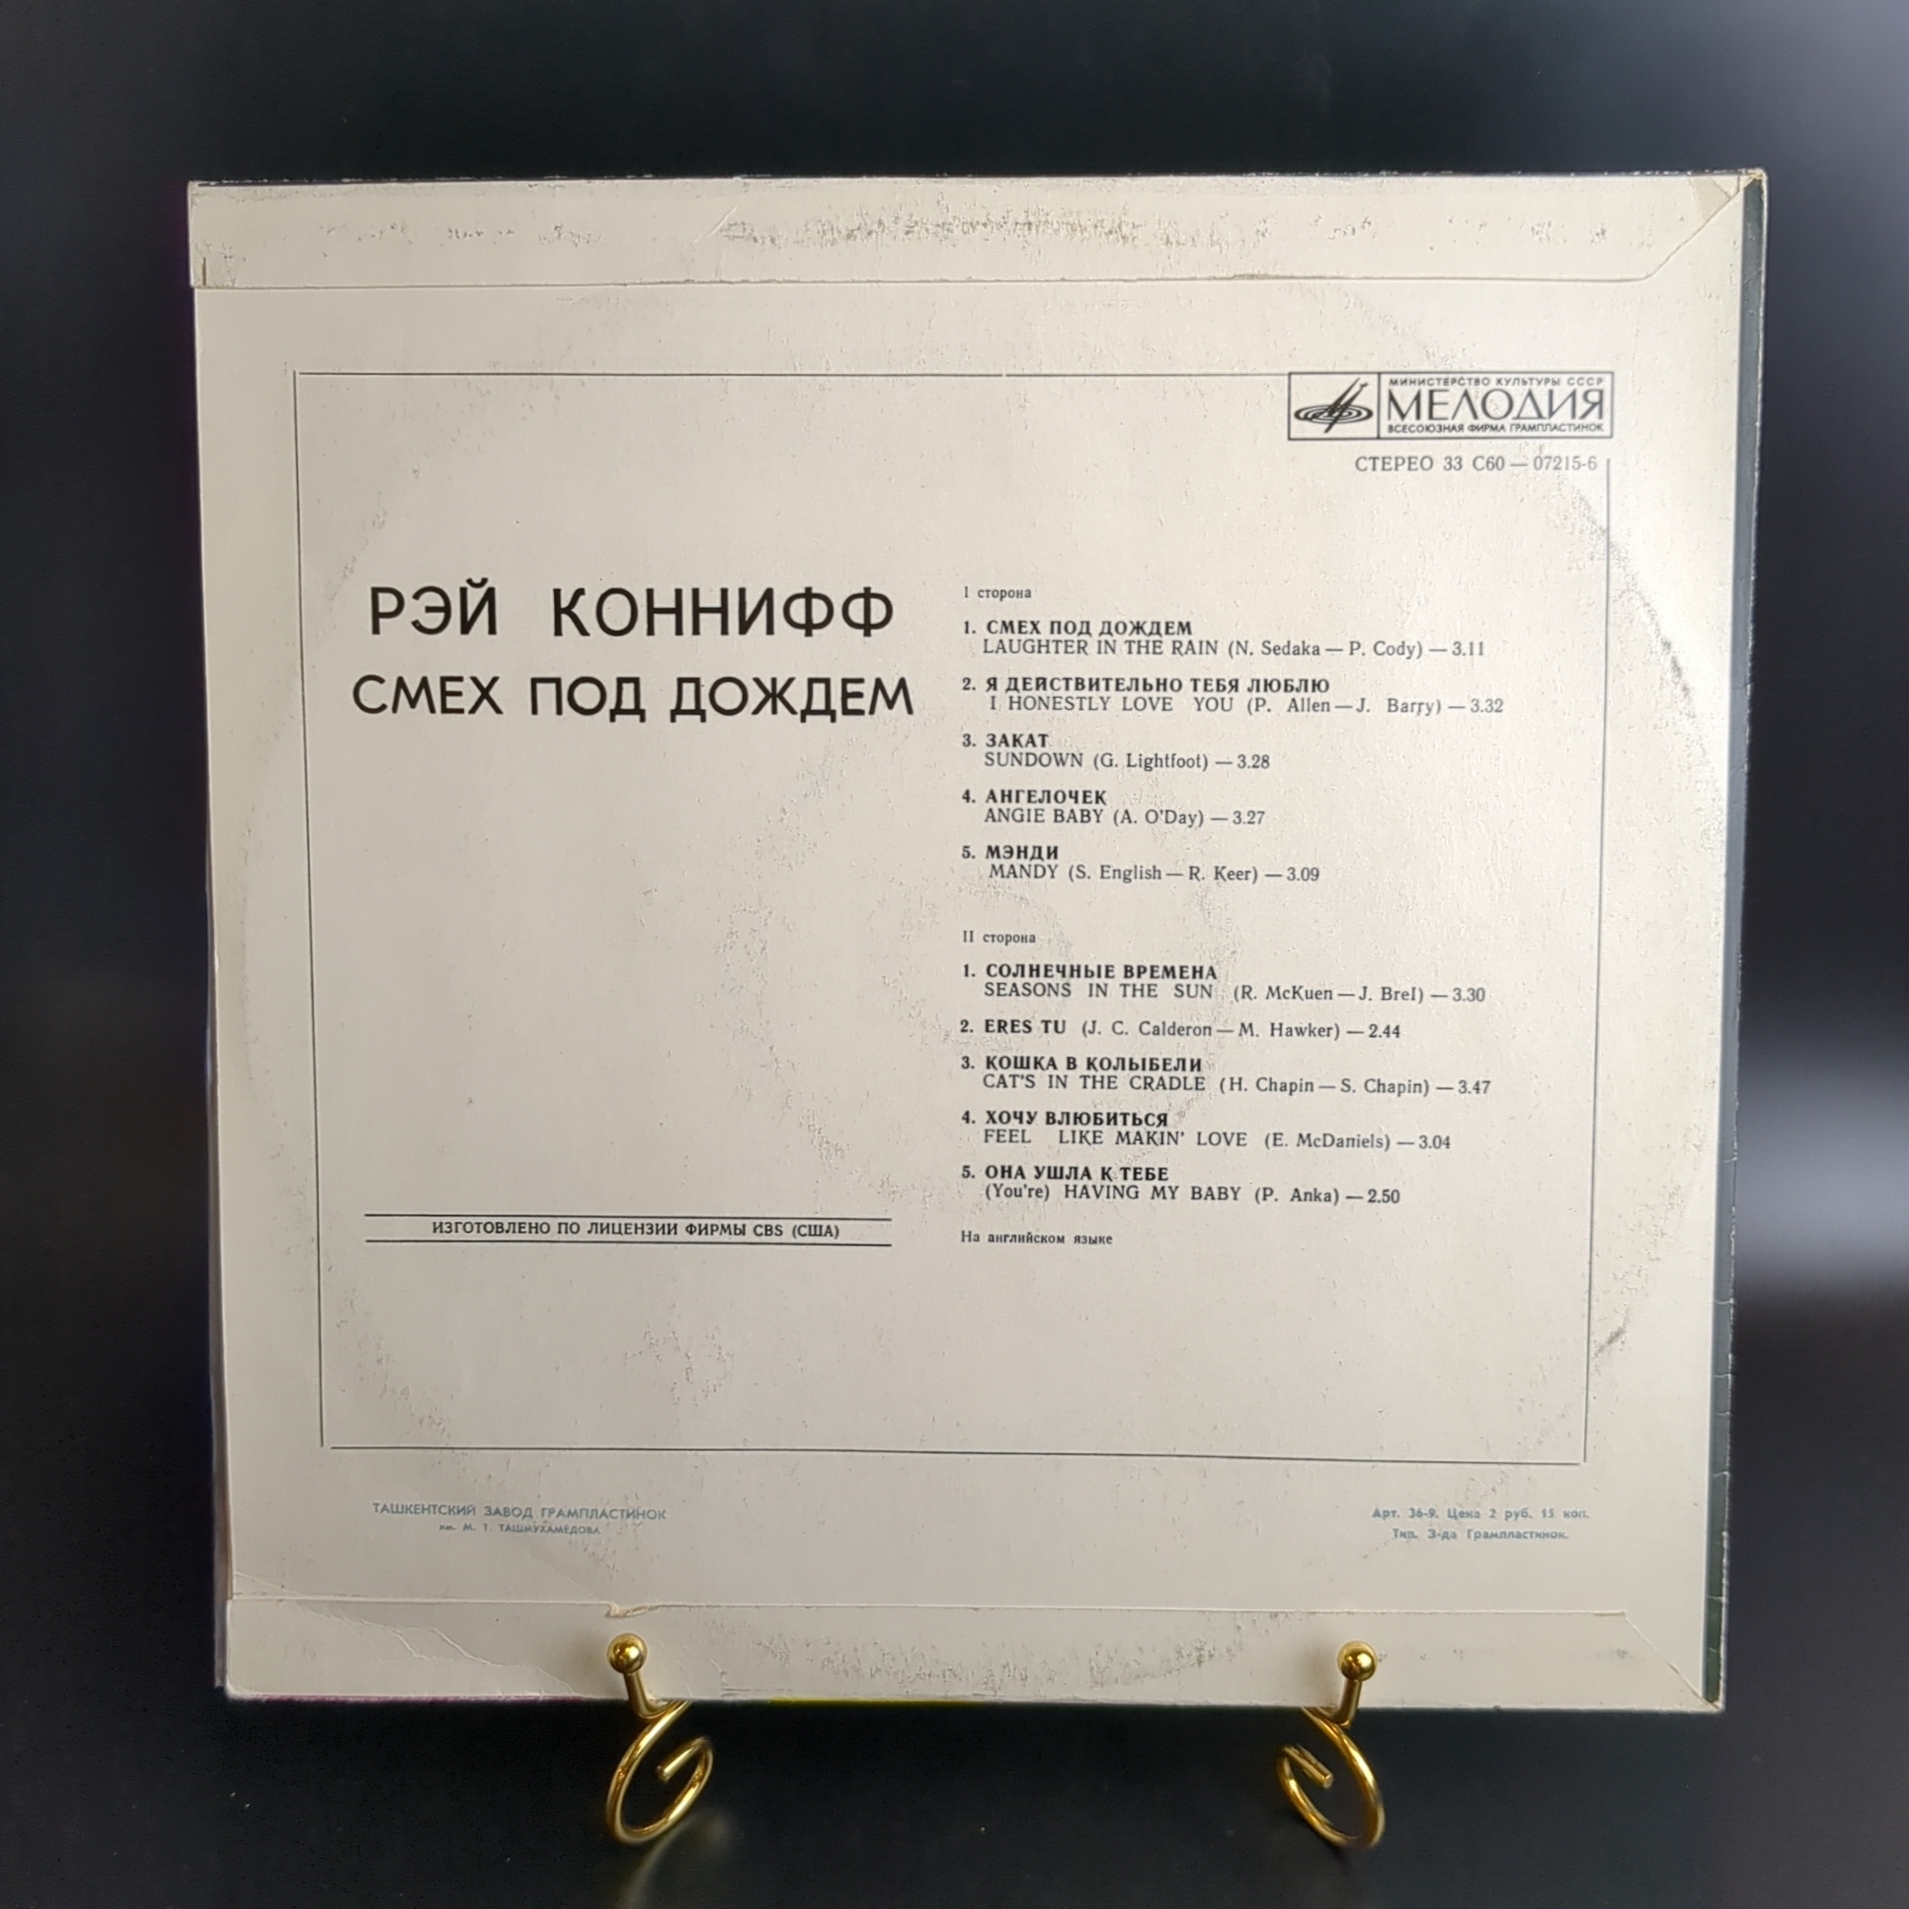 МИНИСТЕРСТВО КУЛЬТУРЫ СССР
МЕЛОДИЯ
ВСЕСОЮЗНАЯ ФИРМА ГРАМПЛАСТИНОК
СТЕРЕО 33 С60 — 07215-6
РЭЙ КОННИФФ
СМЕХ ПОД ДОЖДЕМ
I сторона
1. СМЕХ ПОД ДОЖДЕМ
LAUGHTER IN THE RAIN (N. Sedaka — P. Cody) — 3.11
2. Я ДЕЙСТВИТЕЛЬНО ТЕБЯ ЛЮБЛЮ
I HONESTLY LOVE YOU (P. Allen — J. Barry) — 3.32
3. ЗАКАТ
SUNDOWN (G. Lightfoot) — 3.28
4. АНГЕЛОЧЕК
ANGIE BABY (A. O'Day) — 3.27
5. МЭНДИ
MANDY (S. English — R. Keer) — 3.09
II сторона
1. СОЛНЕЧНЫЕ ВРЕМЕНА
SEASONS IN THE SUN (R. McKuen — J. Brel) — 3.30
2. ERES TU (J. C. Calderon — M. Hawker) — 2.44
3. КОШКА В КОЛЫБЕЛИ
CAT'S IN THE CRADLE (H. Chapin — S. Chapin) — 3.47
4. ХОЧУ ВЛЮБИТЬСЯ
FEEL LIKE MAKIN' LOVE (E. McDaniels) — 3.04
5. ОНА УШЛА К ТЕБЕ
(You're) HAVING MY BABY (P. Anka) — 2.50
На английском языке
ИЗГОТОВЛЕНО ПО ЛИЦЕНЗИИ ФИРМЫ CBS (США)
ТАШКЕНТСКИЙ ЗАВОД ГРАМПЛАСТИНОК
им. М. Т. ТАШМУХАМЕДОВА
Арт. 36-9. Цена 2 руб. 15 коп.
Тип. З-да Грампластинок.